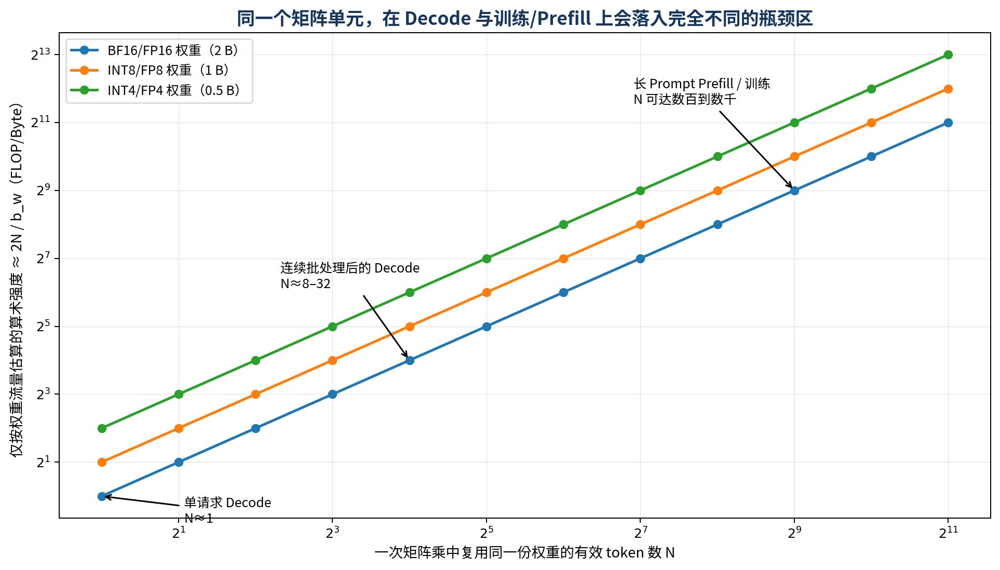 同一个矩阵单元，在 Decode 与训练/Prefill 上会落入完全不同的瓶颈区
BF16/FP16 权重（2 B）
INT8/FP8 权重（1 B）
INT4/FP4 权重（0.5 B）
长 Prompt Prefill / 训练
N 可达数百到数千
连续批处理后的 Decode
N≈8–32
单请求 Decode
N≈1
仅按权重流量估算的算术强度 ≈ 2N / b_w（FLOP/Byte）
2¹³
2¹¹
2⁹
2⁷
2⁵
2³
2¹
2¹
2³
2⁵
2⁷
2⁹
2¹¹
一次矩阵乘中复用同一份权重的有效 token 数 N